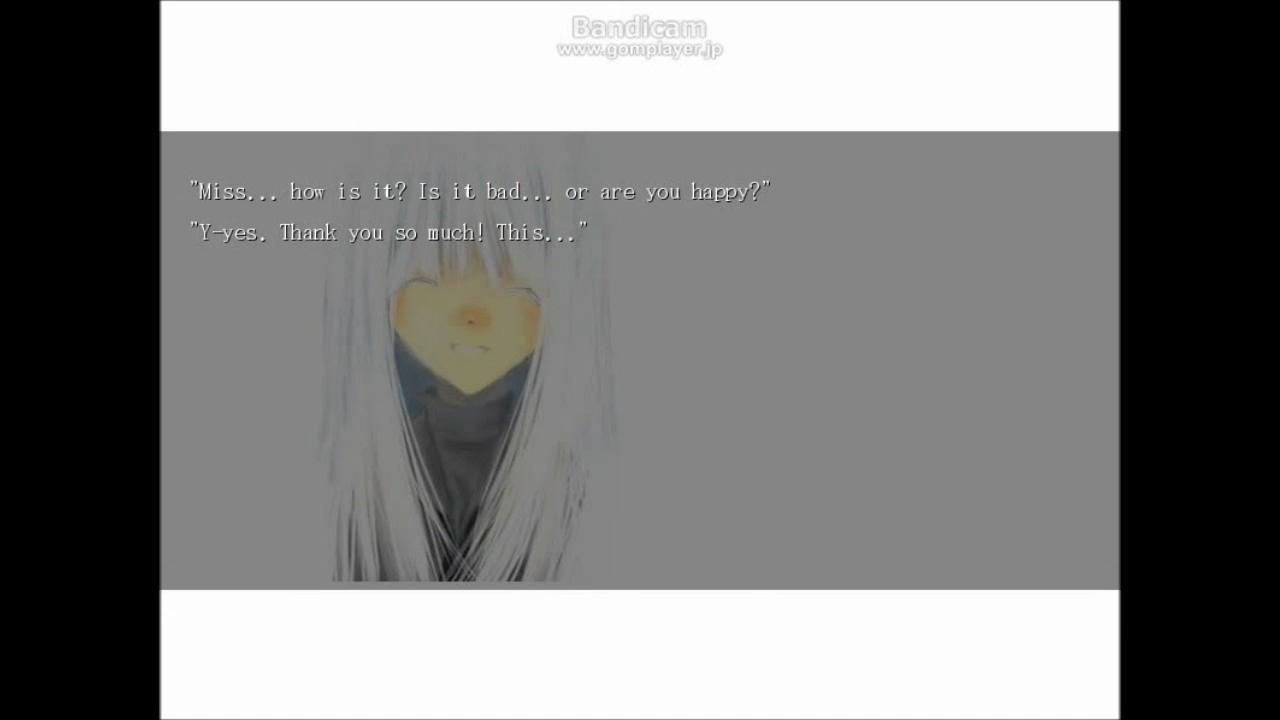 Bandicam
www.gomplayer.jp
"Miss... how is it? Is it bad... or are you happy?"
"Y-yes. Thank you so much! This..."